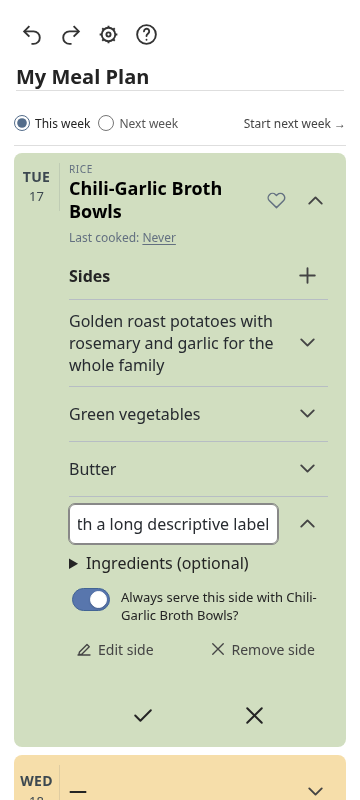 My Meal Plan
This week
Next week
Start next week →
TUE
17
RICE
Chili-Garlic Broth
Bowls
Last cooked: Never
Sides
Golden roast potatoes with
rosemary and garlic for the
whole family
Green vegetables
Butter
th a long descriptive label
Ingredients (optional)
Always serve this side with Chili-
Garlic Broth Bowls?
Edit side
Remove side
WED
18